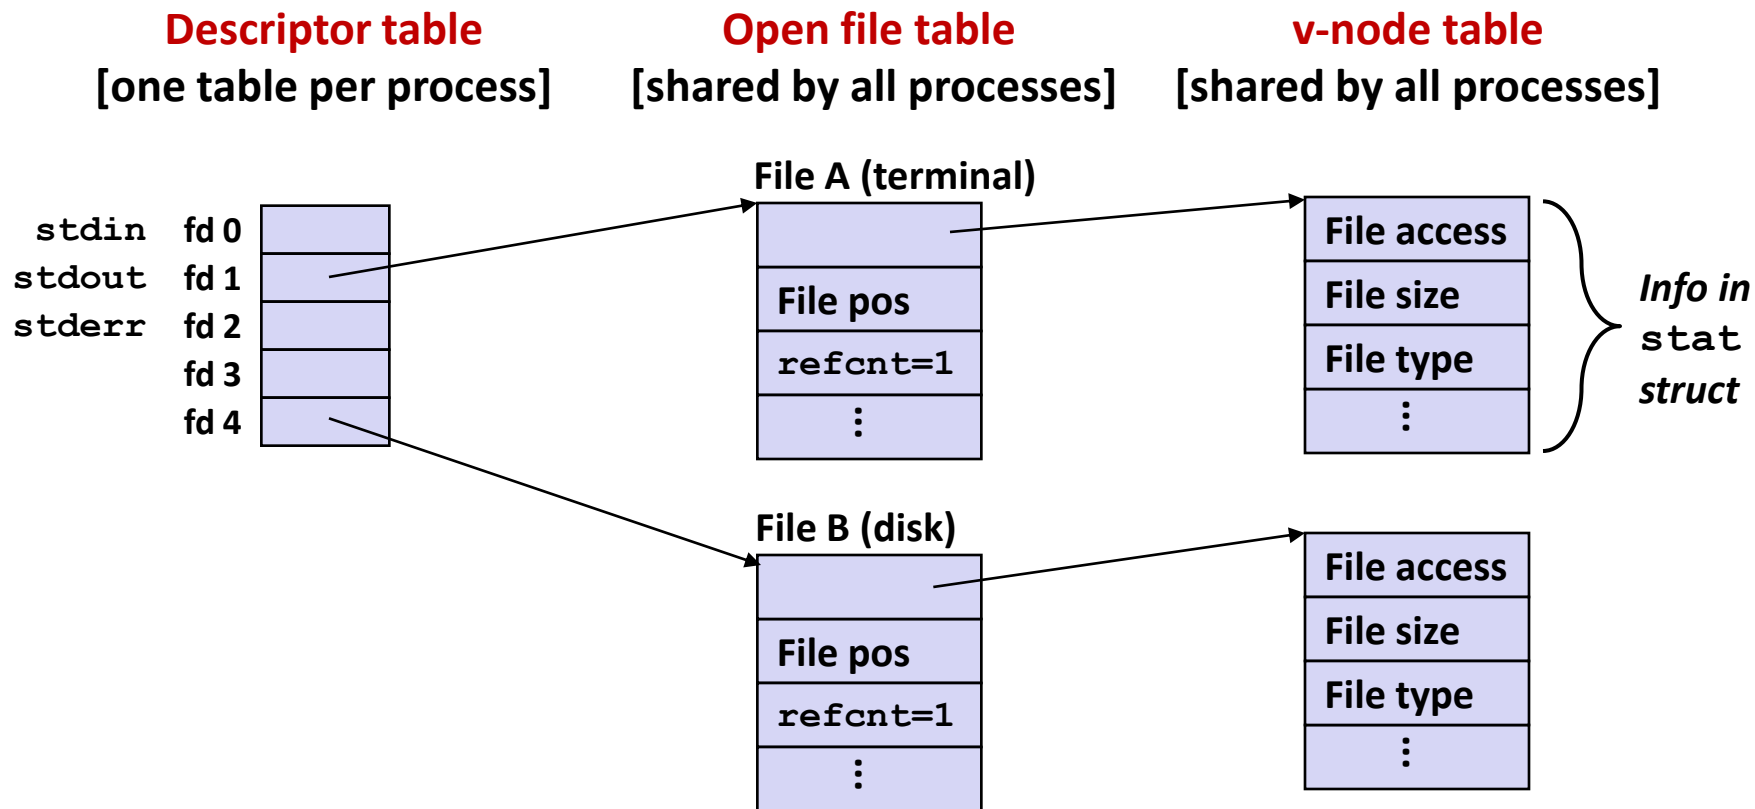 Descriptor table
[one table per process]
Open file table
[shared by all processes]
v-node table
[shared by all processes]
stdin fd 0
stdout fd 1
stderr fd 2
fd 3
fd 4
File A (terminal)
File pos
refcnt=1
⋮
File access
File size
File type
⋮
Info in
stat
struct
File B (disk)
File pos
refcnt=1
⋮
File access
File size
File type
⋮